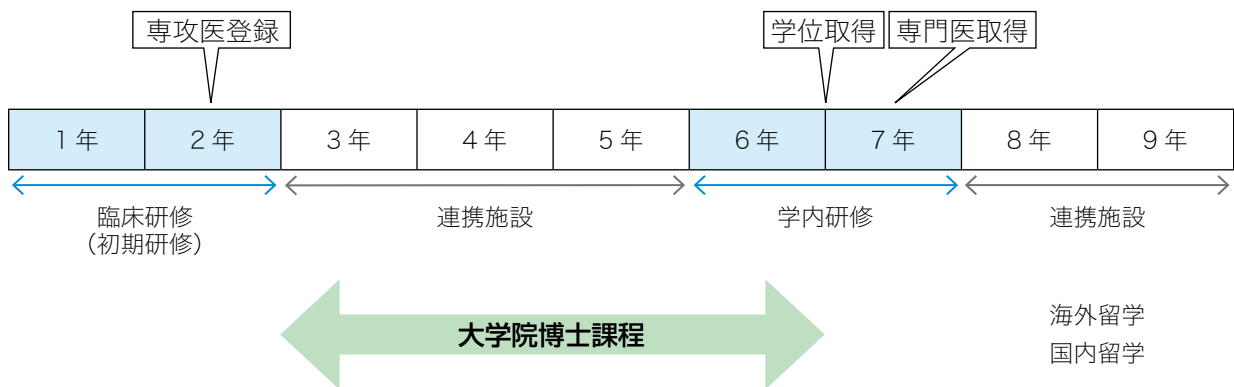 専攻医登録
学位取得
専門医取得
1年
2年
3年
4年
5年
6年
7年
8年
9年
臨床研修
(初期研修)
連携施設
学内研修
連携施設
大学院博士課程
海外留学
国内留学